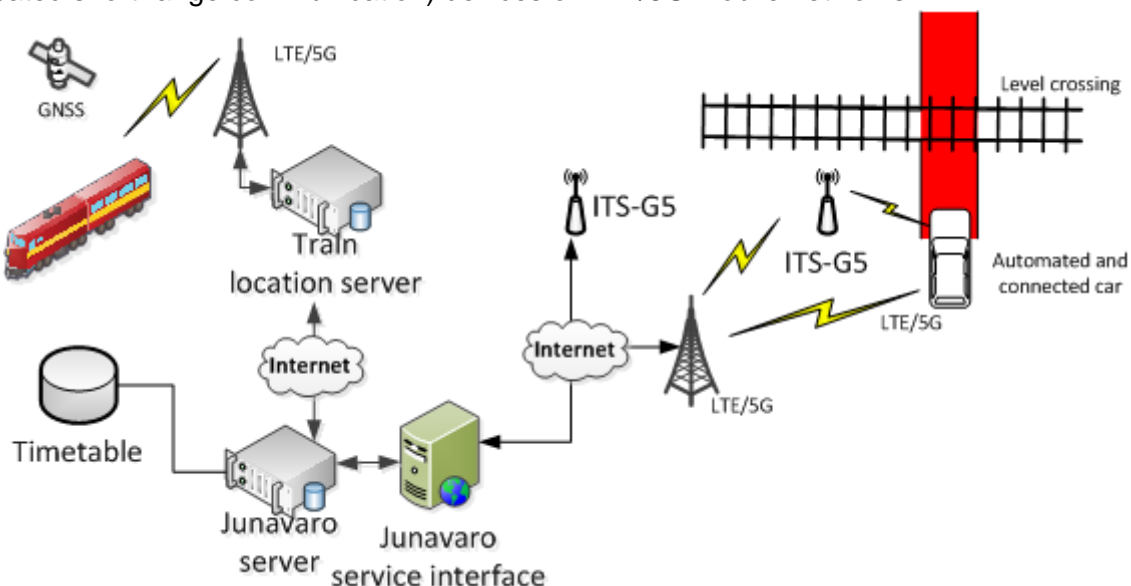 LTE/5G
GNSS
Level crossing
ITS-G5
Train
location server
ITS-G5
Automated and
connected car
LTE/5G
Internet
Internet
LTE/5G
Timetable
Junavaro
server
Junavaro
service interface